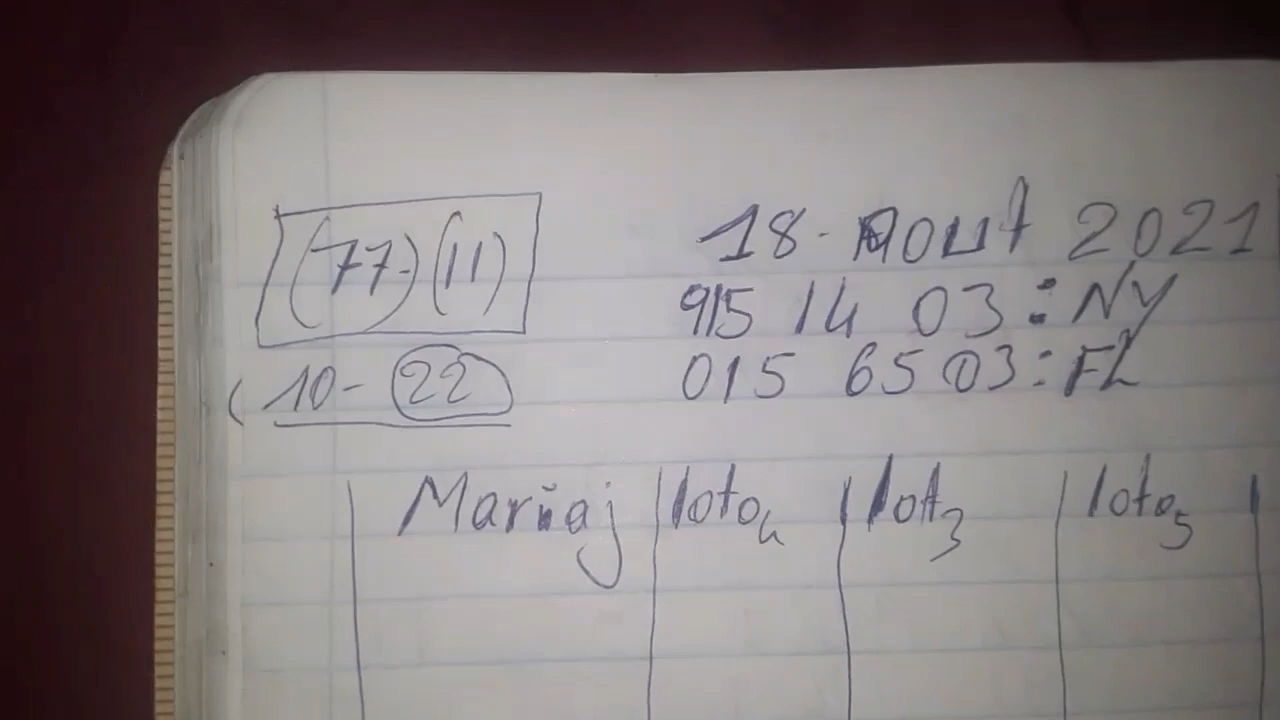 (77-)(11)
(10-22
18-Aout 2021
915 14 03:NY
015 65 03:FL
Mariaj loto4 lot3 loto5